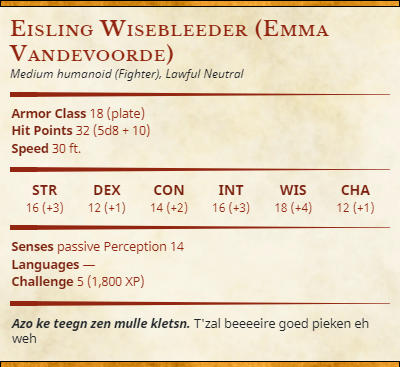 Eisling Wisebleeder (Emma
Vandevoorde)
Medium humanoid (Fighter), Lawful Neutral
Armor Class 18 (plate)
Hit Points 32 (5d8 + 10)
Speed 30 ft.
STR DEX CON INT WIS CHA
16 (+3) 12 (+1) 14 (+2) 16 (+3) 18 (+4) 12 (+1)
Senses passive Perception 14
Languages —
Challenge 5 (1,800 XP)
Azo ke teegn zen mulle kletsn. T'zal beeeeire goed pieken eh
weh